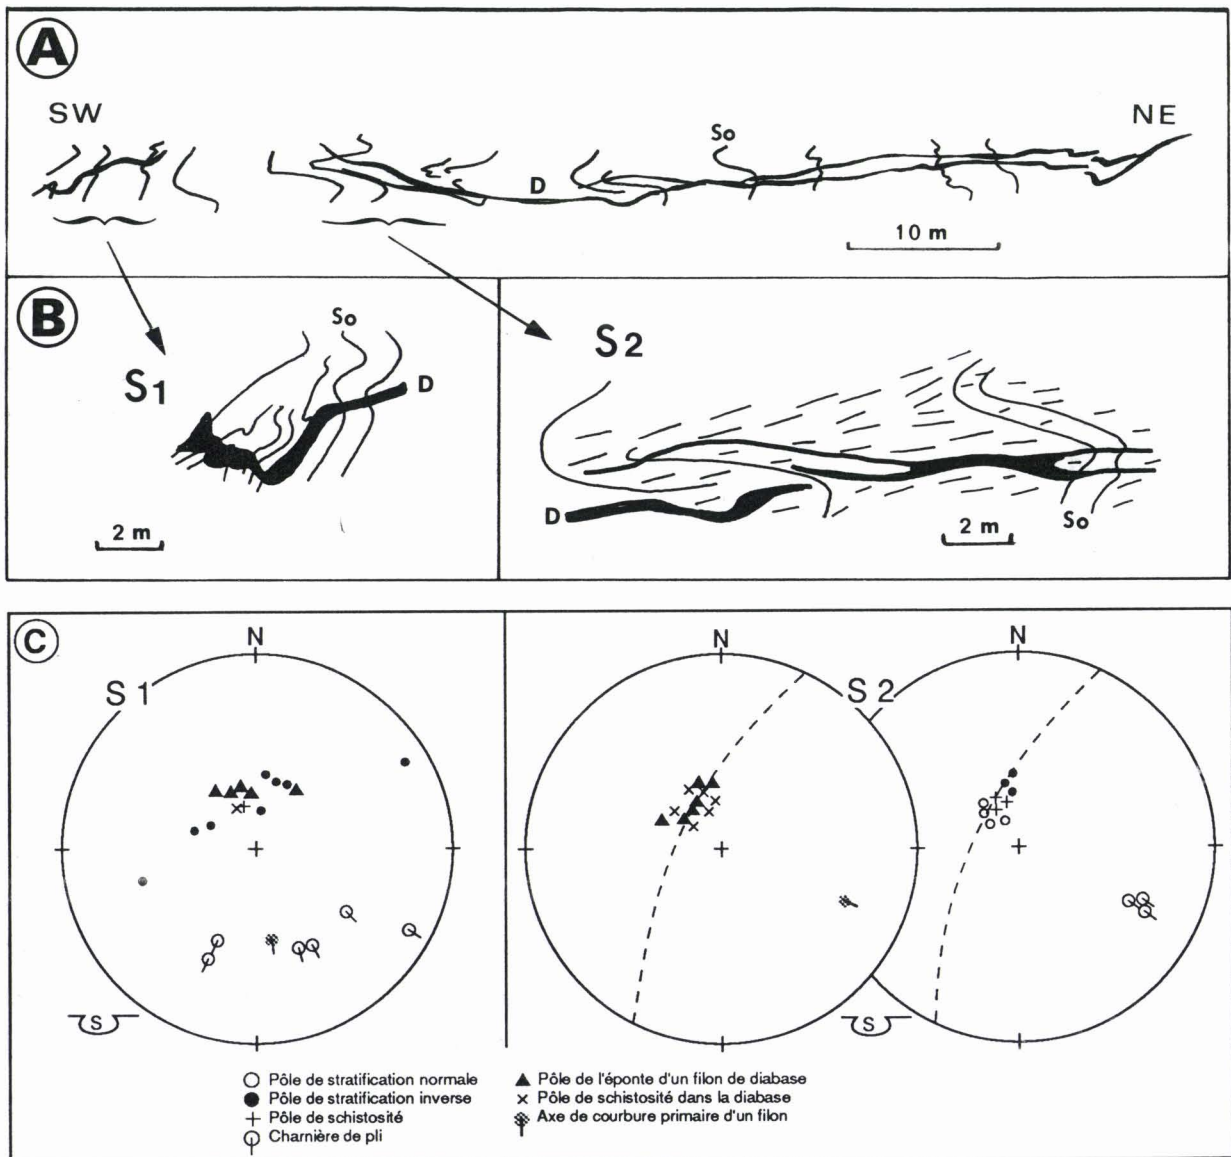 A
SW
NE
So
D
10 m
B
S1
So
D
2 m
S2
D
So
2 m
C
N
S 1
S
N
S 2
N
S
Pôle de stratification normale
Pôle de stratification inverse
Pôle de schistosité
Charnière de pli
Pôle de l'éponte d'un filon de diabase
Pôle de schistosité dans la diabase
Axe de courbure primaire d'un filon